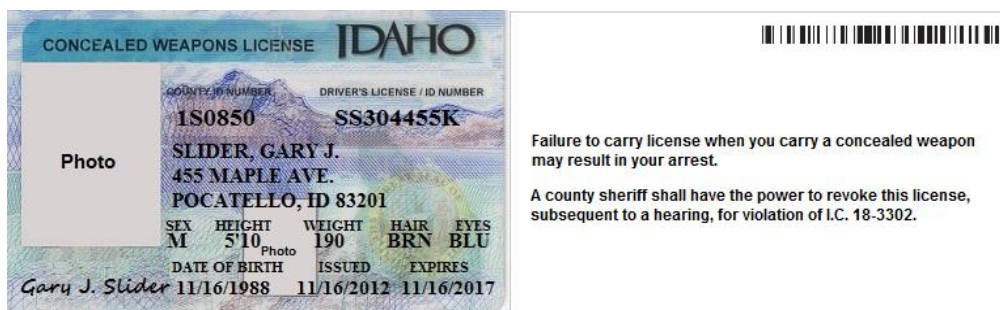 CONCEALED WEAPONS LICENSE IDAHO
COUNTY ID NUMBER DRIVER'S LICENSE / ID NUMBER
1S0850 SS304455K
Photo
SLIDER, GARY J.
455 MAPLE AVE.
POCATELLO, ID 83201
SEX HEIGHT WEIGHT HAIR EYES
M 5'10 190 BRN BLU
Photo
DATE OF BIRTH ISSUED EXPIRES
Gary J. Slider 11/16/1988 11/16/2012 11/16/2017
Failure to carry license when you carry a concealed weapon
may result in your arrest.
A county sheriff shall have the power to revoke this license,
subsequent to a hearing, for violation of I.C. 18-3302.